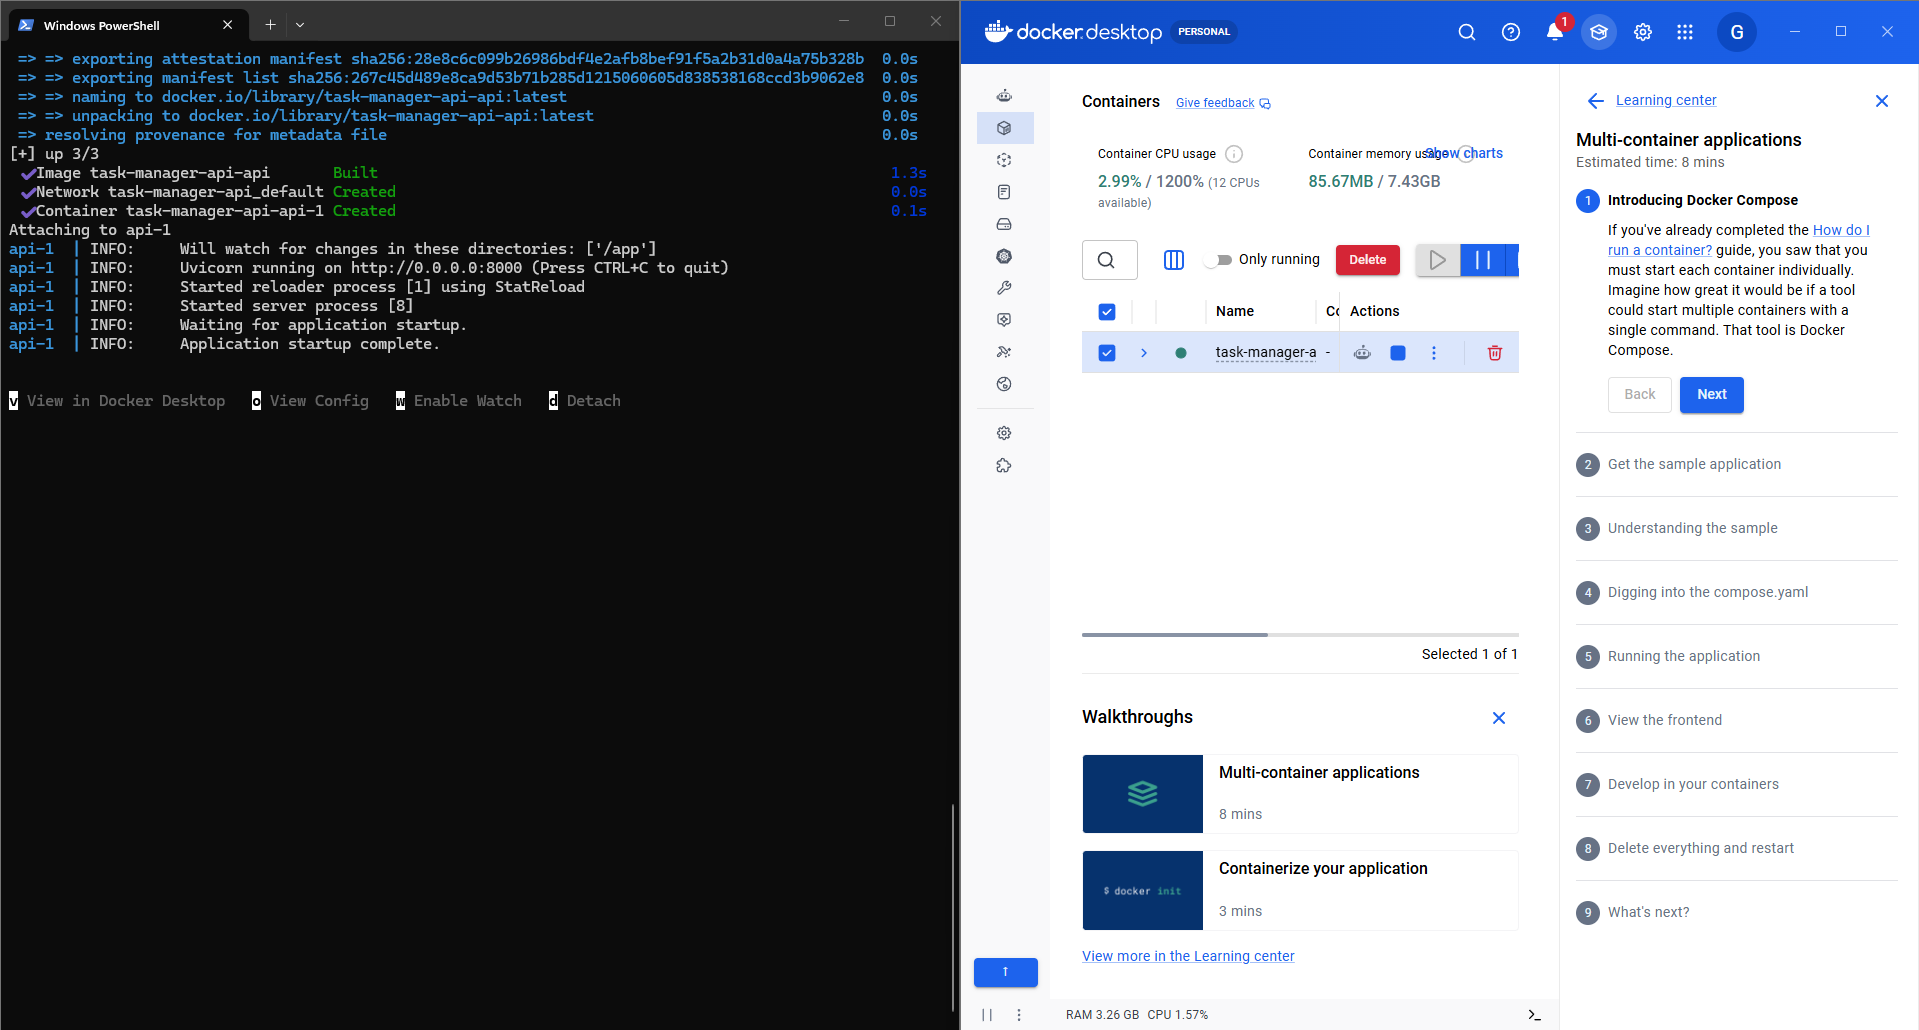 Windows PowerShell
=> => exporting attestation manifest sha256:28e8c6c099b26986bdf4e2afb8bef91f5a2b31d0a4a75b328b 0.0s
=> => exporting manifest list sha256:267c45d489e8ca9d53b71b285d1215060605d838538168ccd3b9062e8 0.0s
=> => naming to docker.io/library/task-manager-api-api:latest 0.0s
=> => unpacking to docker.io/library/task-manager-api-api:latest 0.0s
=> resolving provenance for metadata file 0.0s
[+] up 3/3
✔Image task-manager-api-api Built 1.3s
✔Network task-manager-api_default Created 0.0s
✔Container task-manager-api-api-1 Created 0.1s
Attaching to api-1
api-1 | INFO: Will watch for changes in these directories: ['/app']
api-1 | INFO: Uvicorn running on http://0.0.0.0:8000 (Press CTRL+C to quit)
api-1 | INFO: Started reloader process [1] using StatReload
api-1 | INFO: Started server process [8]
api-1 | INFO: Waiting for application startup.
api-1 | INFO: Application startup complete.
v View in Docker Desktop o View Config w Enable Watch d Detach
docker.desktop PERSONAL
1
G
Containers Give feedback
Container CPU usage
2.99% / 1200% (12 CPUs
available)
Container memory usage Show charts
85.67MB / 7.43GB
Only running Delete
Name Co Actions
task-manager-a -
Selected 1 of 1
Walkthroughs
Multi-container applications
8 mins
$ docker init
Containerize your application
3 mins
View more in the Learning center
RAM 3.26 GB CPU 1.57%
Learning center
Multi-container applications
Estimated time: 8 mins
1 Introducing Docker Compose
If you've already completed the How do I
run a container? guide, you saw that you
must start each container individually.
Imagine how great it would be if a tool
could start multiple containers with a
single command. That tool is Docker
Compose.
Back Next
2 Get the sample application
3 Understanding the sample
4 Digging into the compose.yaml
5 Running the application
6 View the frontend
7 Develop in your containers
8 Delete everything and restart
9 What's next?